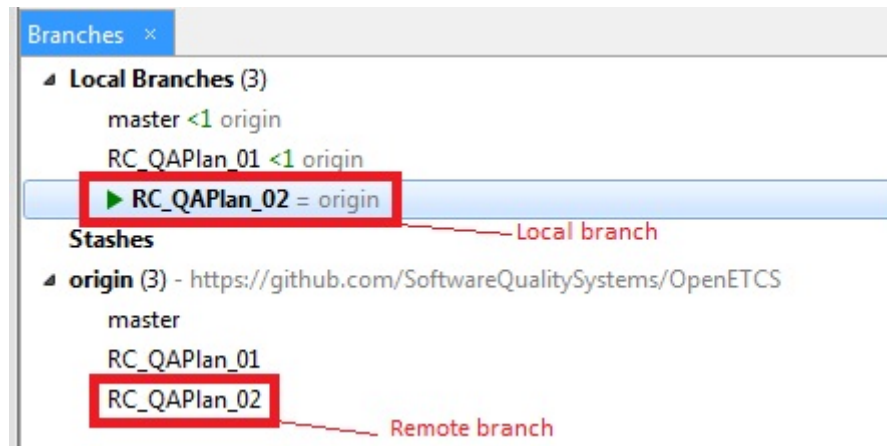 Branches ×
Local Branches (3)
master <1 origin
RC_QAPlan_01 <1 origin
RC_QAPlan_02 = origin
Local branch
Stashes
origin (3) - https://github.com/SoftwareQualitySystems/OpenETCS
master
RC_QAPlan_01
RC_QAPlan_02
Remote branch